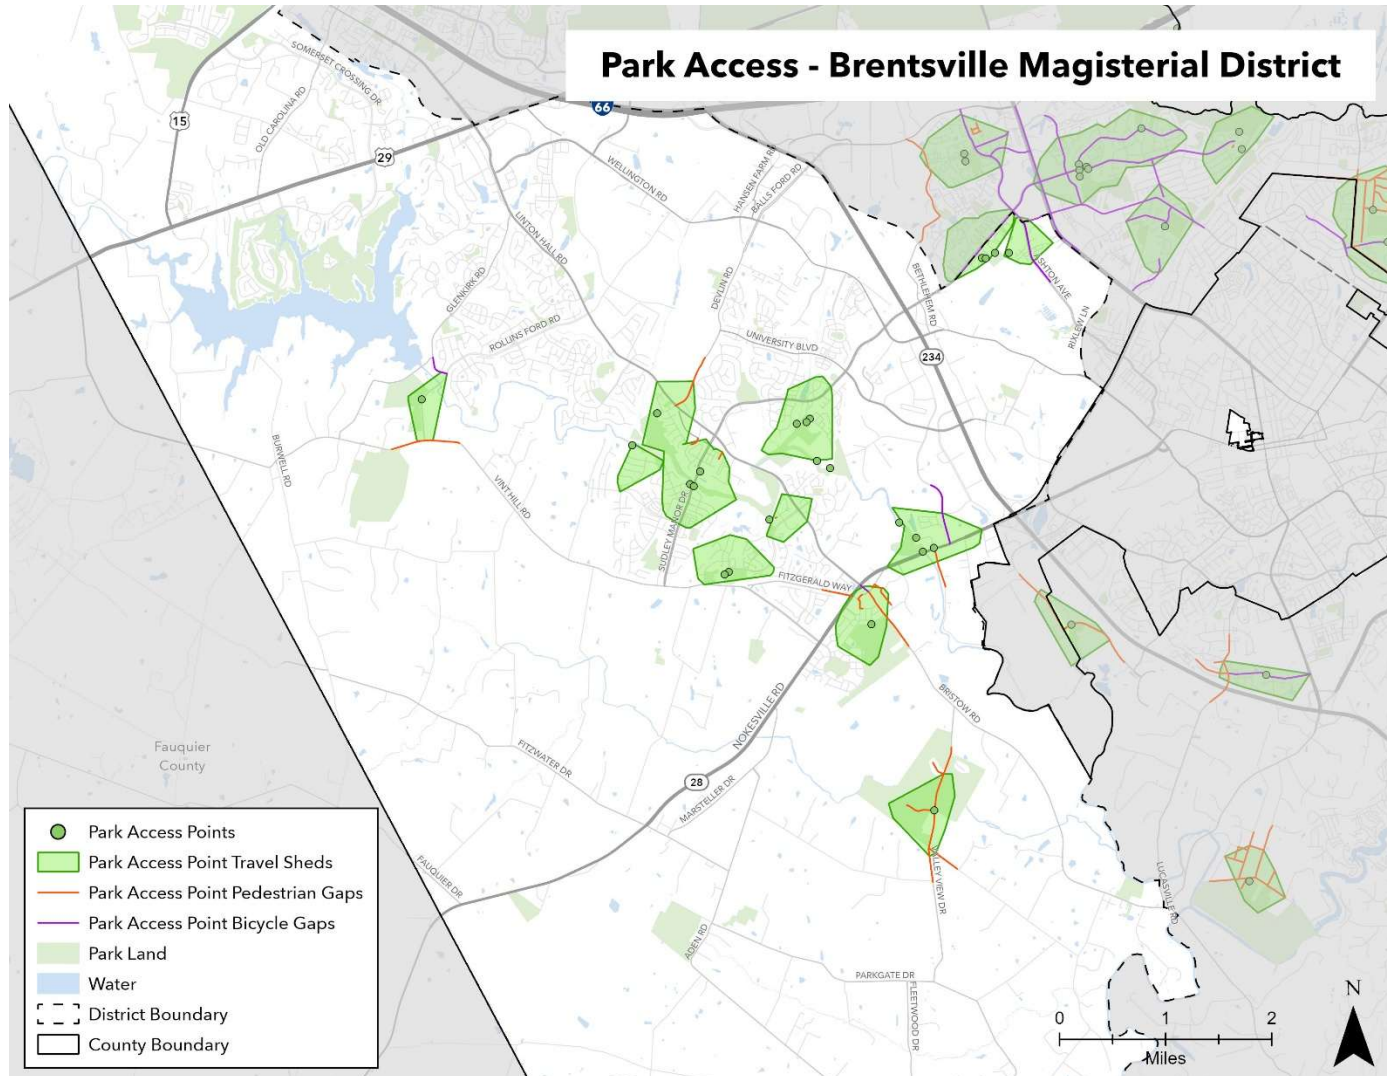 Park Access - Brentsville Magisterial District
SOMERSET CROSSING DR
66
15
OLD CAROLINA RD
29
WELLINGTON RD
HANSEN FARM RD
BALLS FORD RD
LINTON HALL RD
GLENKIRK RD
DEVLIN RD
BETHLEHEM RD
ASHTON AVE
RIXLEW LN
ROLLINS FORD RD
UNIVERSITY BLVD
234
BURWELL RD
VINT HILL RD
SUDLEY MANOR DR
FITZGERALD WAY
BRISTOW RD
NOKESVILLE RD
Fauquier
County
FITZWATER DR
28
MARSTELLER DR
FAUQUIER DR
VALLEY VIEW DR
LUCASVILLE RD
ADEN RD
PARKGATE DR
FLEETWOOD DR
Park Access Points
Park Access Point Travel Sheds
Park Access Point Pedestrian Gaps
Park Access Point Bicycle Gaps
Park Land
Water
District Boundary
County Boundary
N
0 1 2
Miles